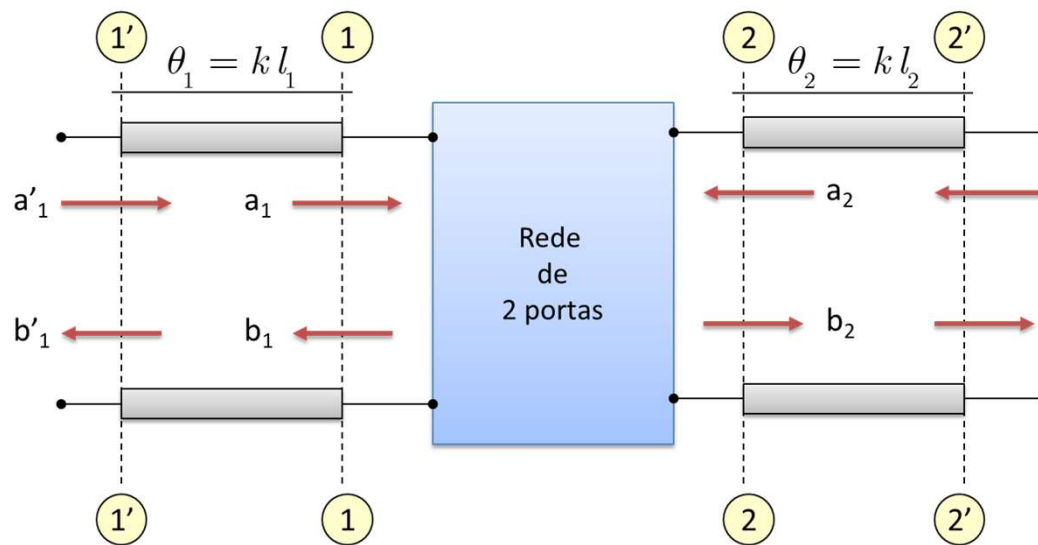 1' 1 2 2'
θ₁ = k l₁ θ₂ = k l₂
a'₁ a₁ a₂
Rede
de
2 portas
b'₁ b₁ b₂
1' 1 2 2'